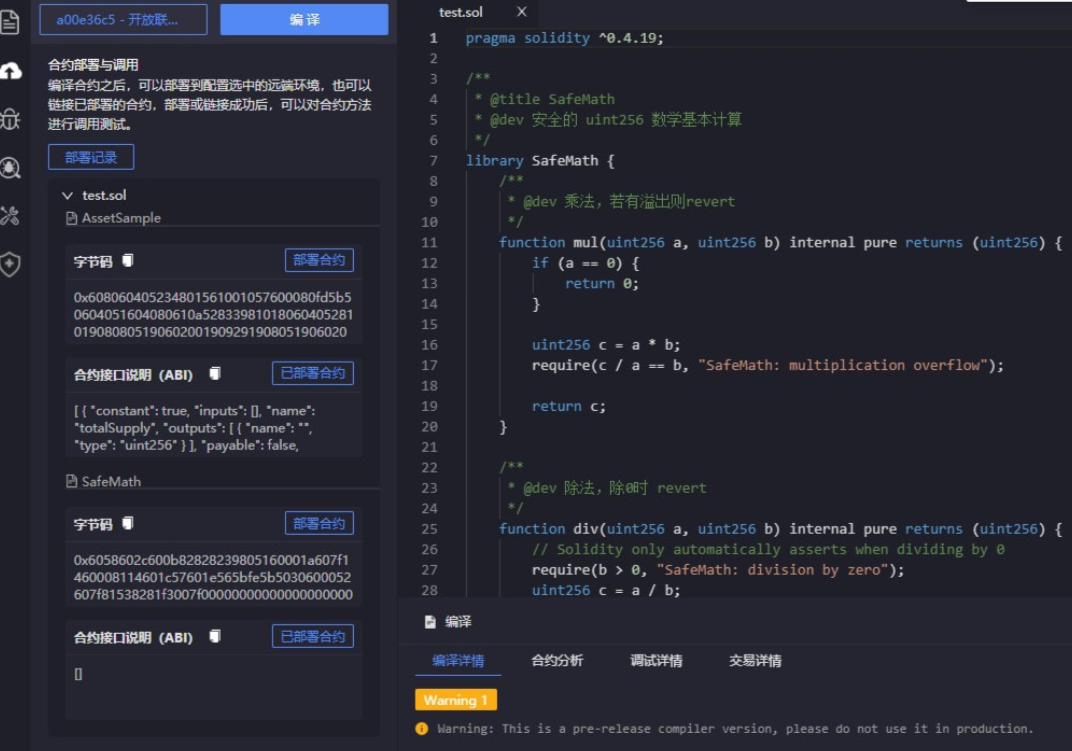 a00e36c5 - 开放联...
编 译
合约部署与调用
编译合约之后，可以部署到配置选中的远端环境，也可以
链接已部署的合约，部署或链接成功后，可以对合约方法
进行调用测试。
部署记录
test.sol
AssetSample
字节码
部署合约
0x608060405234801561001057600080fd5b5
0604051604080610a52833981018060405281
019080805190602001909291908051906020
合约接口说明（ABI）
已部署合约
[ { "constant": true, "inputs": [], "name":
"totalSupply", "outputs": [ { "name": "",
"type": "uint256" } ], "payable": false,
SafeMath
字节码
部署合约
0x6058602c600b82828239805160001a607f1
460008114601c57601e565bfe5b5030600052
607f81538281f3007f00000000000000000000
合约接口说明（ABI）
已部署合约
[]
test.sol
1 pragma solidity ^0.4.19;
2
3 /**
4 * @title SafeMath
5 * @dev 安全的 uint256 数学基本计算
6 */
7 library SafeMath {
8 /**
9 * @dev 乘法，若有溢出则revert
10 */
11 function mul(uint256 a, uint256 b) internal pure returns (uint256) {
12 if (a == 0) {
13 return 0;
14 }
15
16 uint256 c = a * b;
17 require(c / a == b, "SafeMath: multiplication overflow");
18
19 return c;
20 }
21
22 /**
23 * @dev 除法，除0时 revert
24 */
25 function div(uint256 a, uint256 b) internal pure returns (uint256) {
26 // Solidity only automatically asserts when dividing by 0
27 require(b > 0, "SafeMath: division by zero");
28 uint256 c = a / b;
编译
编译详情 合约分析 调试详情 交易详情
Warning 1
Warning: This is a pre-release compiler version, please do not use it in production.